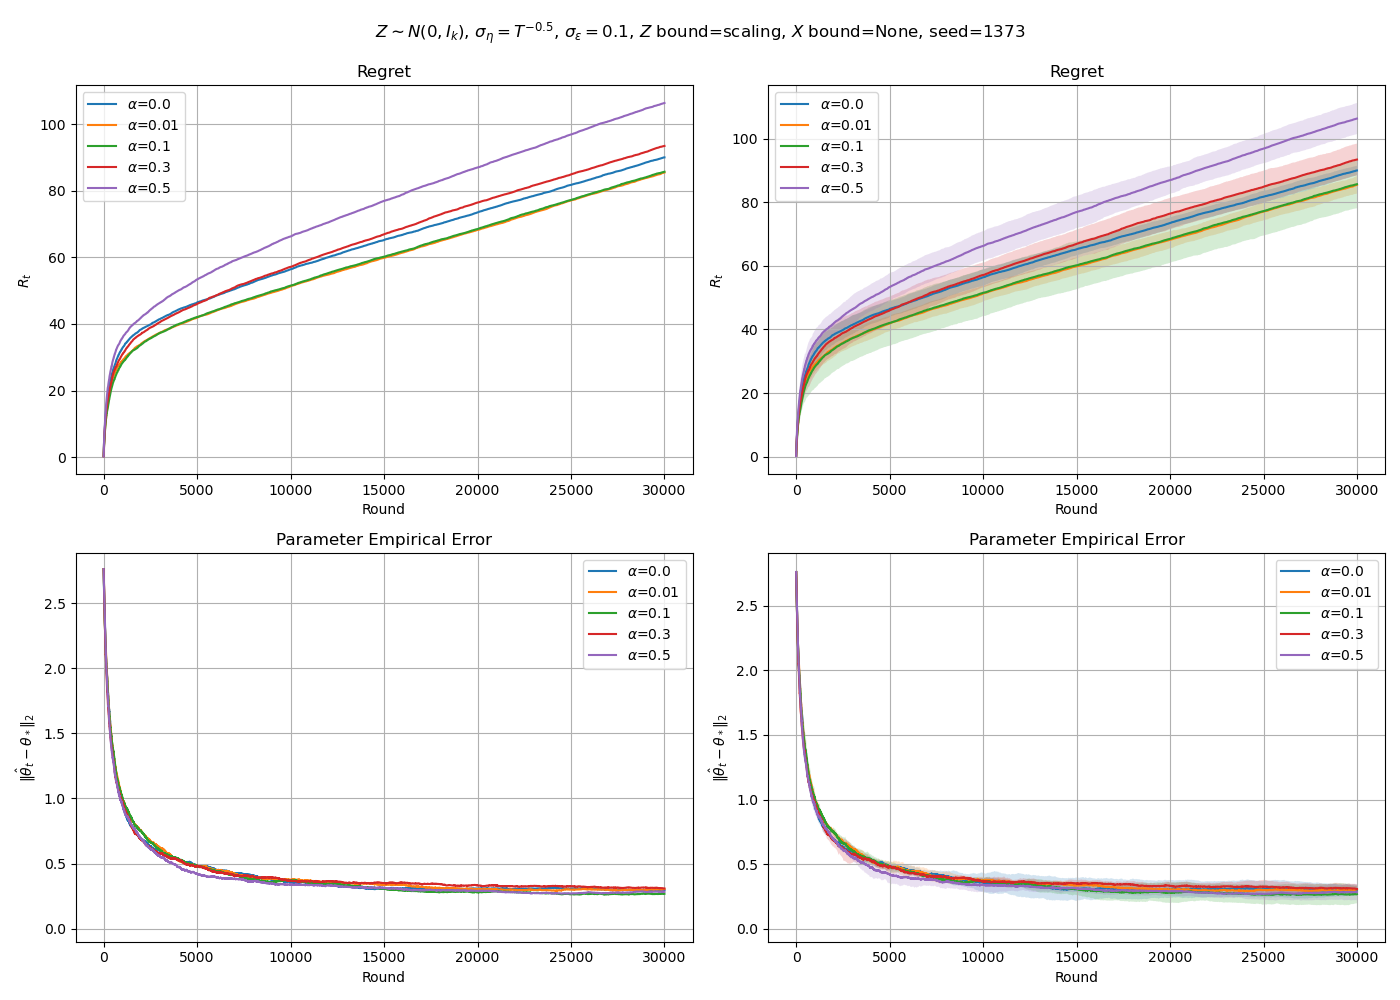 Z ∼ N(0, I_k), σ_η = T^{−0.5}, σ_ε = 0.1, Z bound=scaling, X bound=None, seed=1373
Regret
α=0.0
α=0.01
α=0.1
α=0.3
α=0.5
R_t
100
80
60
40
20
0
0 5000 10000 15000 20000 25000 30000
Round
Regret
α=0.0
α=0.01
α=0.1
α=0.3
α=0.5
R_t
100
80
60
40
20
0
0 5000 10000 15000 20000 25000 30000
Round
Parameter Empirical Error
α=0.0
α=0.01
α=0.1
α=0.3
α=0.5
‖θ̂_t − θ_*‖_2
2.5
2.0
1.5
1.0
0.5
0.0
0 5000 10000 15000 20000 25000 30000
Round
Parameter Empirical Error
α=0.0
α=0.01
α=0.1
α=0.3
α=0.5
‖θ̂_t − θ_*‖_2
2.5
2.0
1.5
1.0
0.5
0.0
0 5000 10000 15000 20000 25000 30000
Round